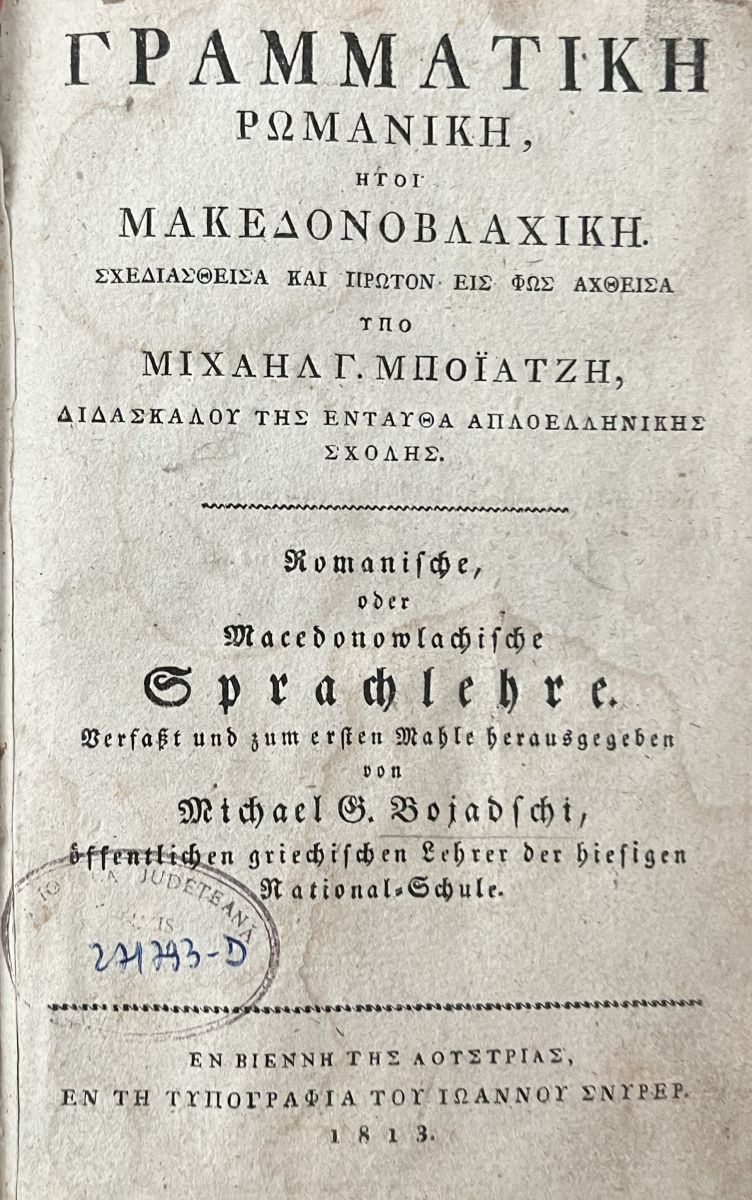 ΓΡΑΜΜΑΤΙΚΗ
ΡΩΜΑΝΙΚΗ,
ΗΤΟΙ
ΜΑΚΕΔΟΝΟΒΛΑΧΙΚΗ.
ΣΧΕΔΙΑΣΘΕΙΣΑ ΚΑΙ ΠΡΩΤΟΝ ΕΙΣ ΦΩΣ ΑΧΘΕΙΣΑ
ΥΠΟ
ΜΙΧΑΗΛ Γ. ΜΠΟΪΑΤΖΗ,
ΔΙΔΑΣΚΑΛΟΥ ΤΗΣ ΕΝΤΑΥΘΑ ΑΠΛΟΕΛΛΗΝΙΚΗΣ
ΣΧΟΛΗΣ.
Romanische,
oder
Macedonowlachische
Sprachlehre.
Verfaßt und zum ersten Mahle herausgegeben
von
Michael G. Bojadschi,
öffentlichen griechischen Lehrer der hiesigen
National-Schule.
JUDETEANĂ
271793-D
ΕΝ ΒΙΕΝΝΗ ΤΗΣ ΑΟΥΣΤΡΙΑΣ,
ΕΝ ΤΗ ΤΥΠΟΓΡΑΦΙΑ ΤΟΥ ΙΩΑΝΝΟΥ ΣΝΥΡΕΡ.
1813.